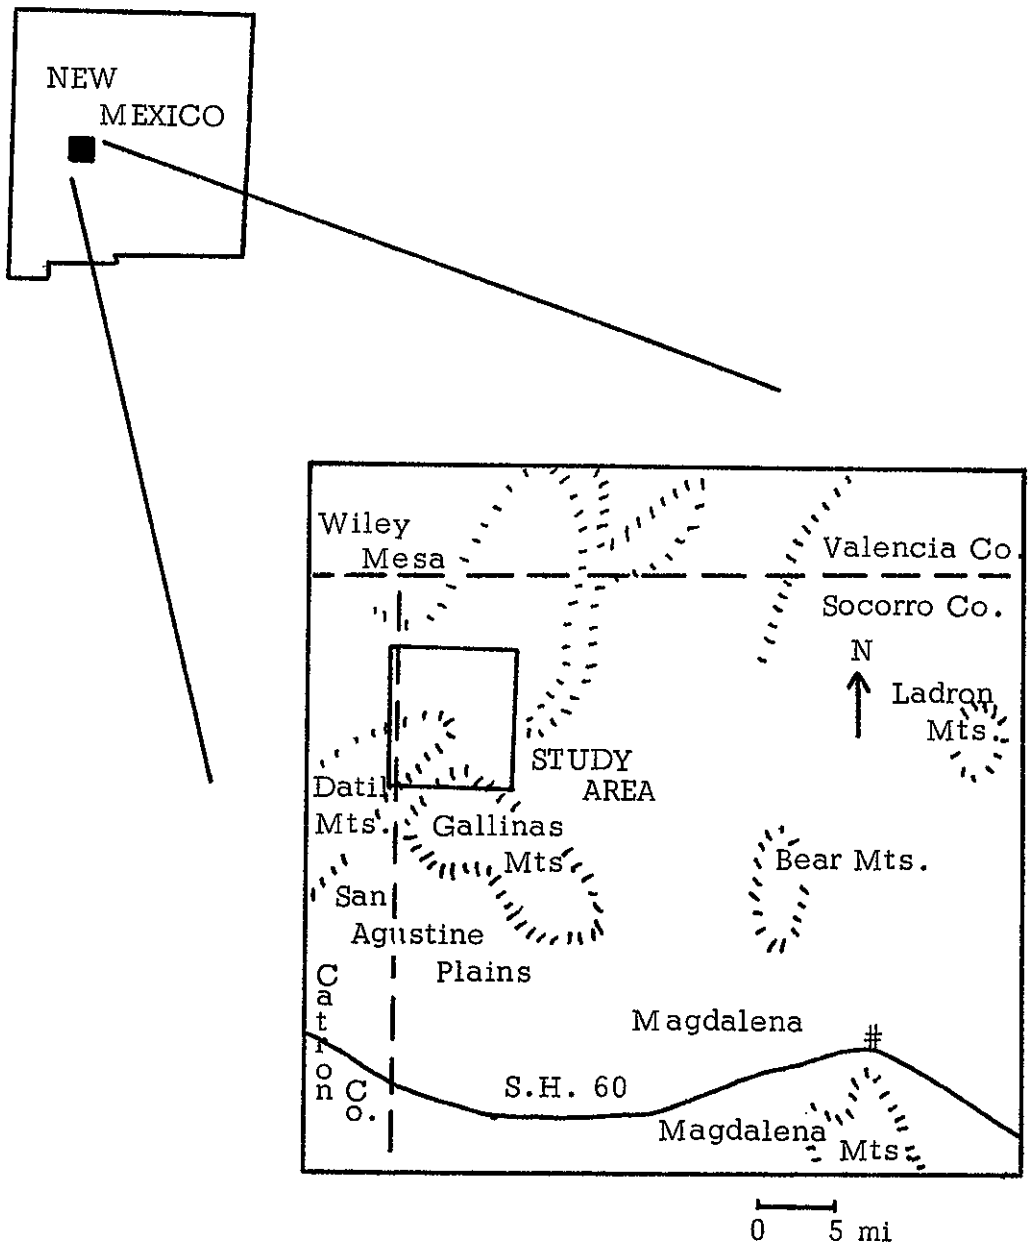 NEW
MEXICO
Wiley
Mesa
Valencia Co.
Socorro Co.
N
Ladron
Mts.
STUDY
AREA
Datil
Mts.
Gallinas
Mts
Bear Mts.
San
Agustine
Plains
Catron
Co.
Magdalena
#
S.H. 60
Magdalena
Mts
0 5 mi